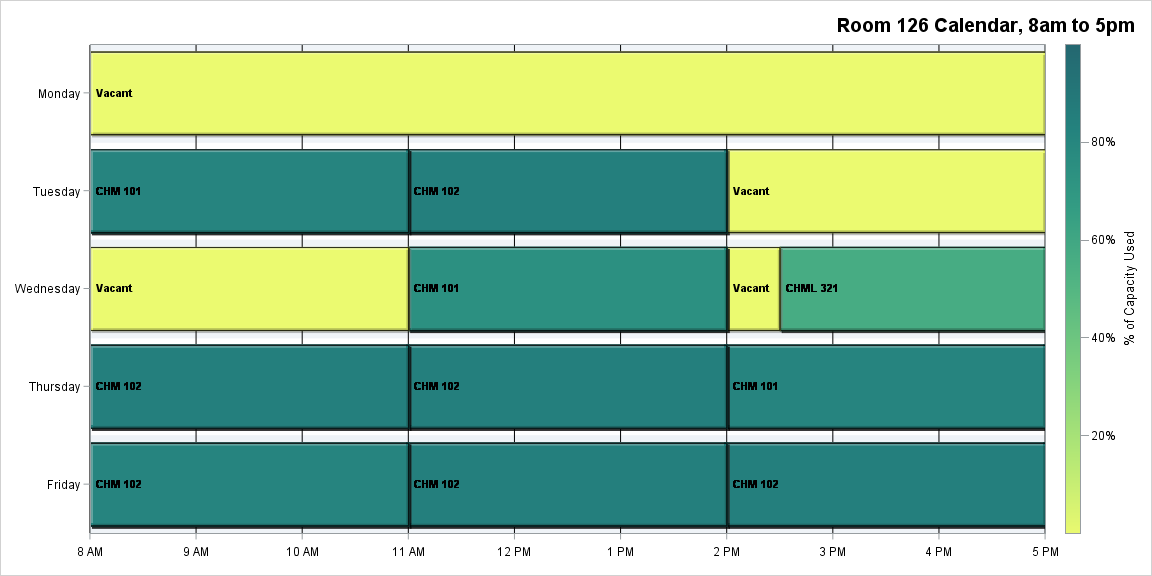 Room 126 Calendar, 8am to 5pm
Monday
Vacant
Tuesday
CHM 101
CHM 102
Vacant
Wednesday
Vacant
CHM 101
Vacant
CHML 321
Thursday
CHM 102
CHM 102
CHM 101
Friday
CHM 102
CHM 102
CHM 102
8 AM
9 AM
10 AM
11 AM
12 PM
1 PM
2 PM
3 PM
4 PM
5 PM
80%
60%
40%
20%
% of Capacity Used